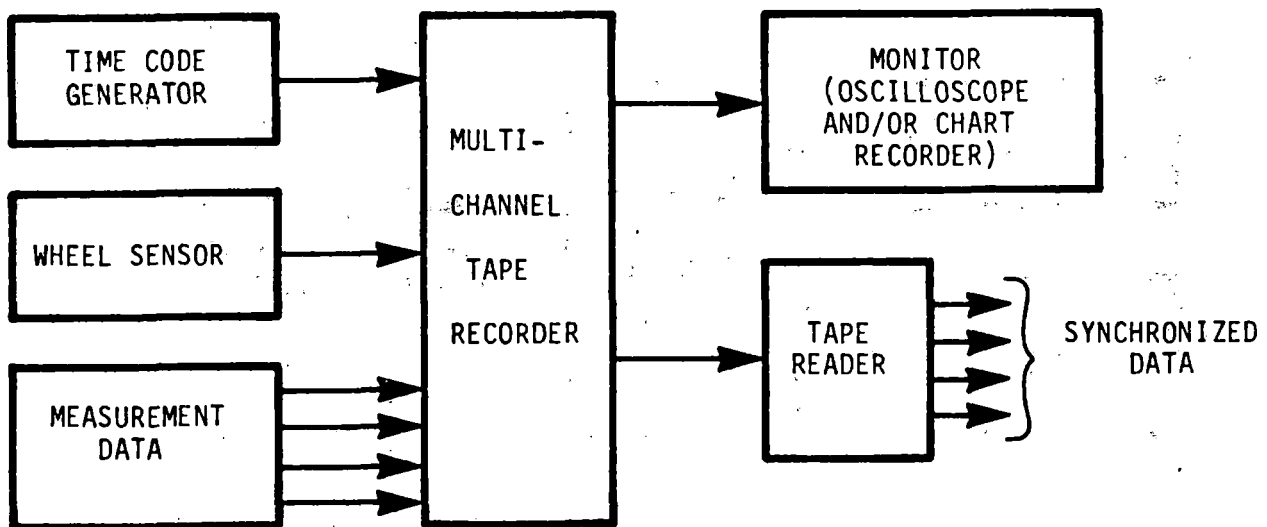 TIME CODE
GENERATOR
WHEEL SENSOR
MEASUREMENT
DATA
MULTI-
CHANNEL
TAPE
RECORDER
MONITOR
(OSCILLOSCOPE
AND/OR CHART
RECORDER)
TAPE
READER
SYNCHRONIZED
DATA